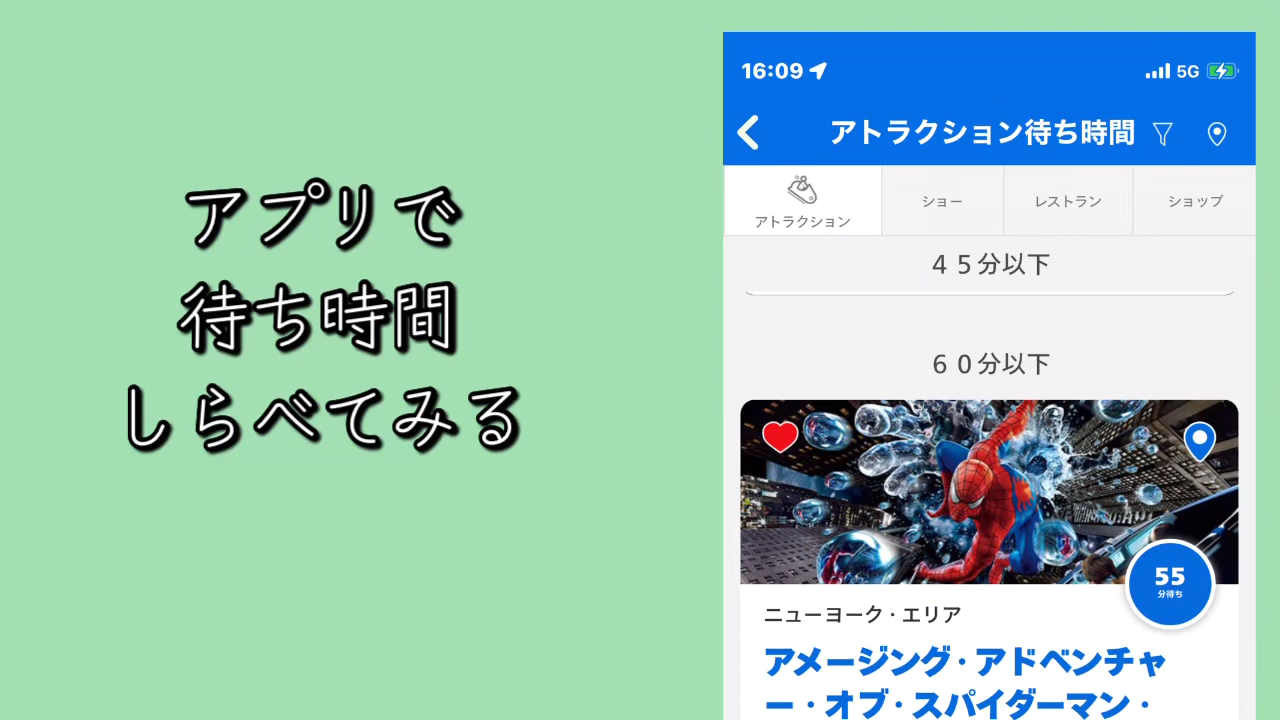 アプリで
待ち時間
しらべてみる
16:09
5G
アトラクション待ち時間
アトラクション
ショー
レストラン
ショップ
４５分以下
６０分以下
55
分待ち
ニューヨーク・エリア
アメージング・アドベンチャ
ー・オブ・スパイダーマン・